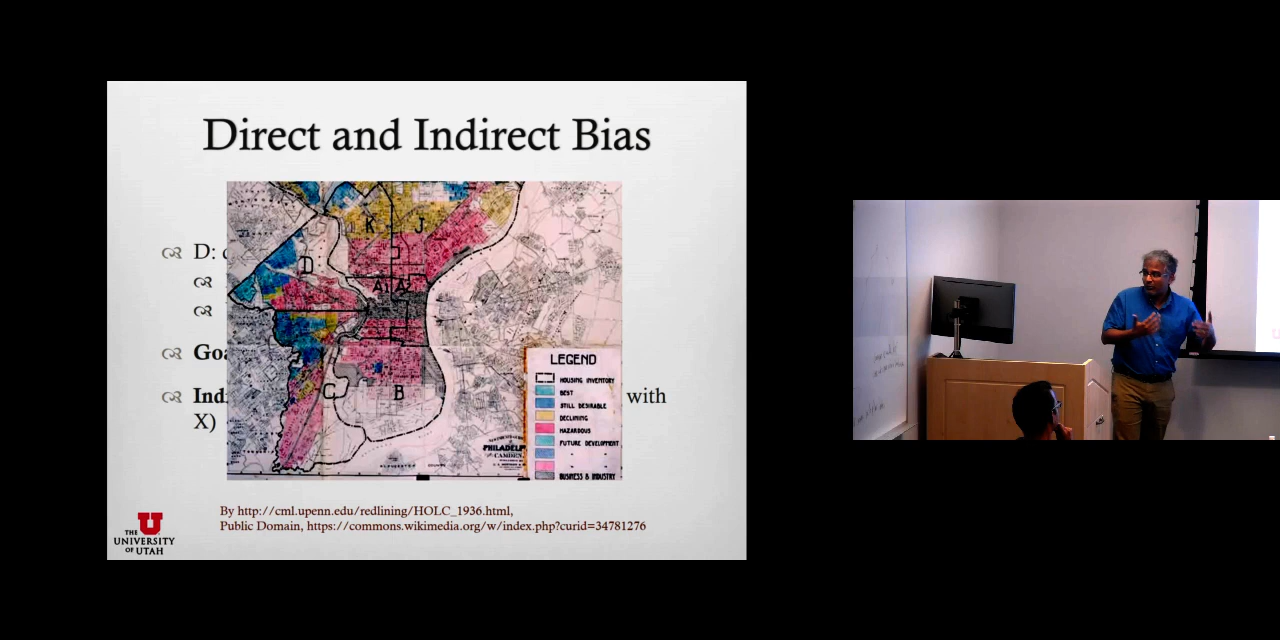 Direct and Indirect Bias
D:
K J
D
A
C B
LEGEND
HOUSING INVENTORY
BEST
STILL DESIRABLE
DECLINING
HAZARDOUS
FUTURE DEVELOPMENT
BUSINESS & INDUSTRY
PHILADELP
CAMDEN
Goa
Ind
with
X)
By http://cml.upenn.edu/redlining/HOLC_1936.html,
Public Domain, https://commons.wikimedia.org/w/index.php?curid=34781276
THE
UNIVERSITY
OF UTAH